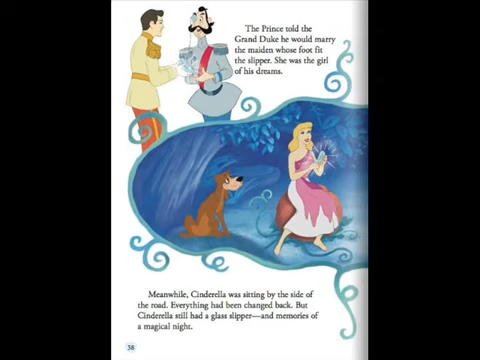 The Prince told the
Grand Duke he would marry
the maiden whose foot fit
the slipper. She was the girl
of his dreams.
Meanwhile, Cinderella was sitting by the side of
the road. Everything had been changed back. But
Cinderella still had a glass slipper—and memories of
a magical night.
38